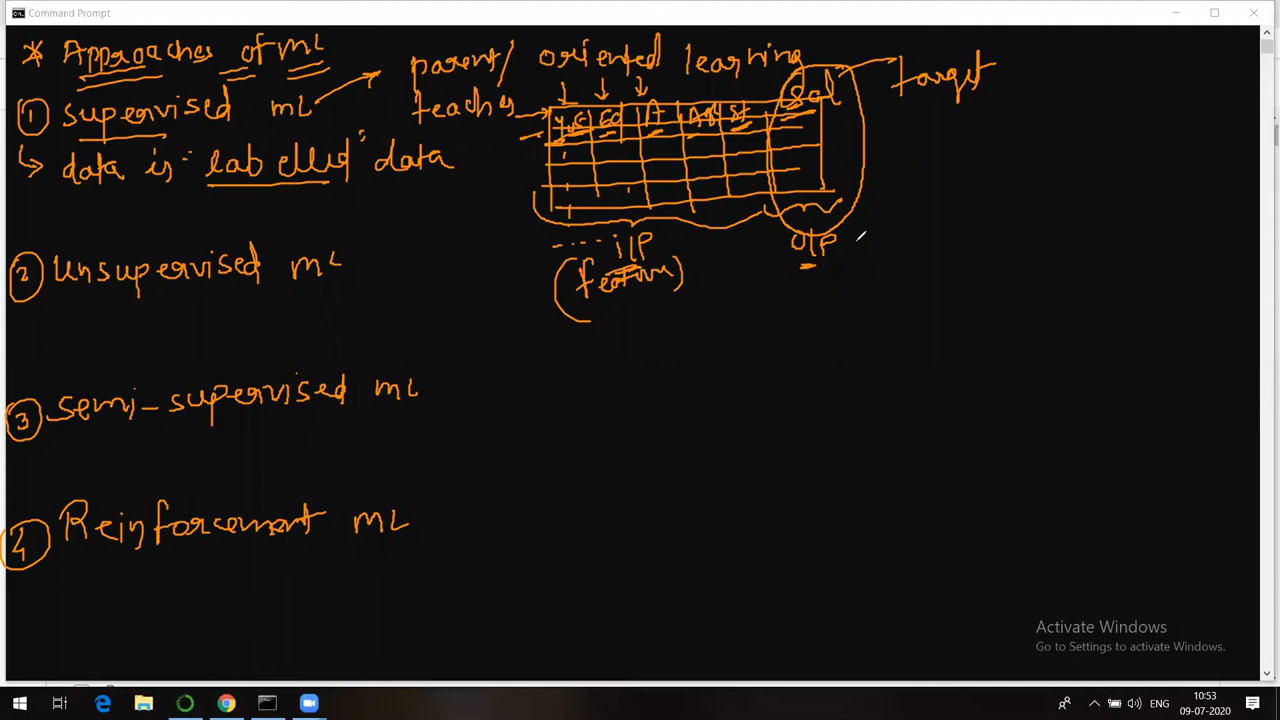 Command Prompt
* Approaches of ML
① supervised ML
parent/ oriented learning
teacher
Sal
target
↳ data is "labelled" data
i/p
(feature)
o/p
② Unsupervised ML
③ Semi-supervised ML
④ Reinforcement ML
Activate Windows
Go to Settings to activate Windows.
ENG
10:53
09-07-2020